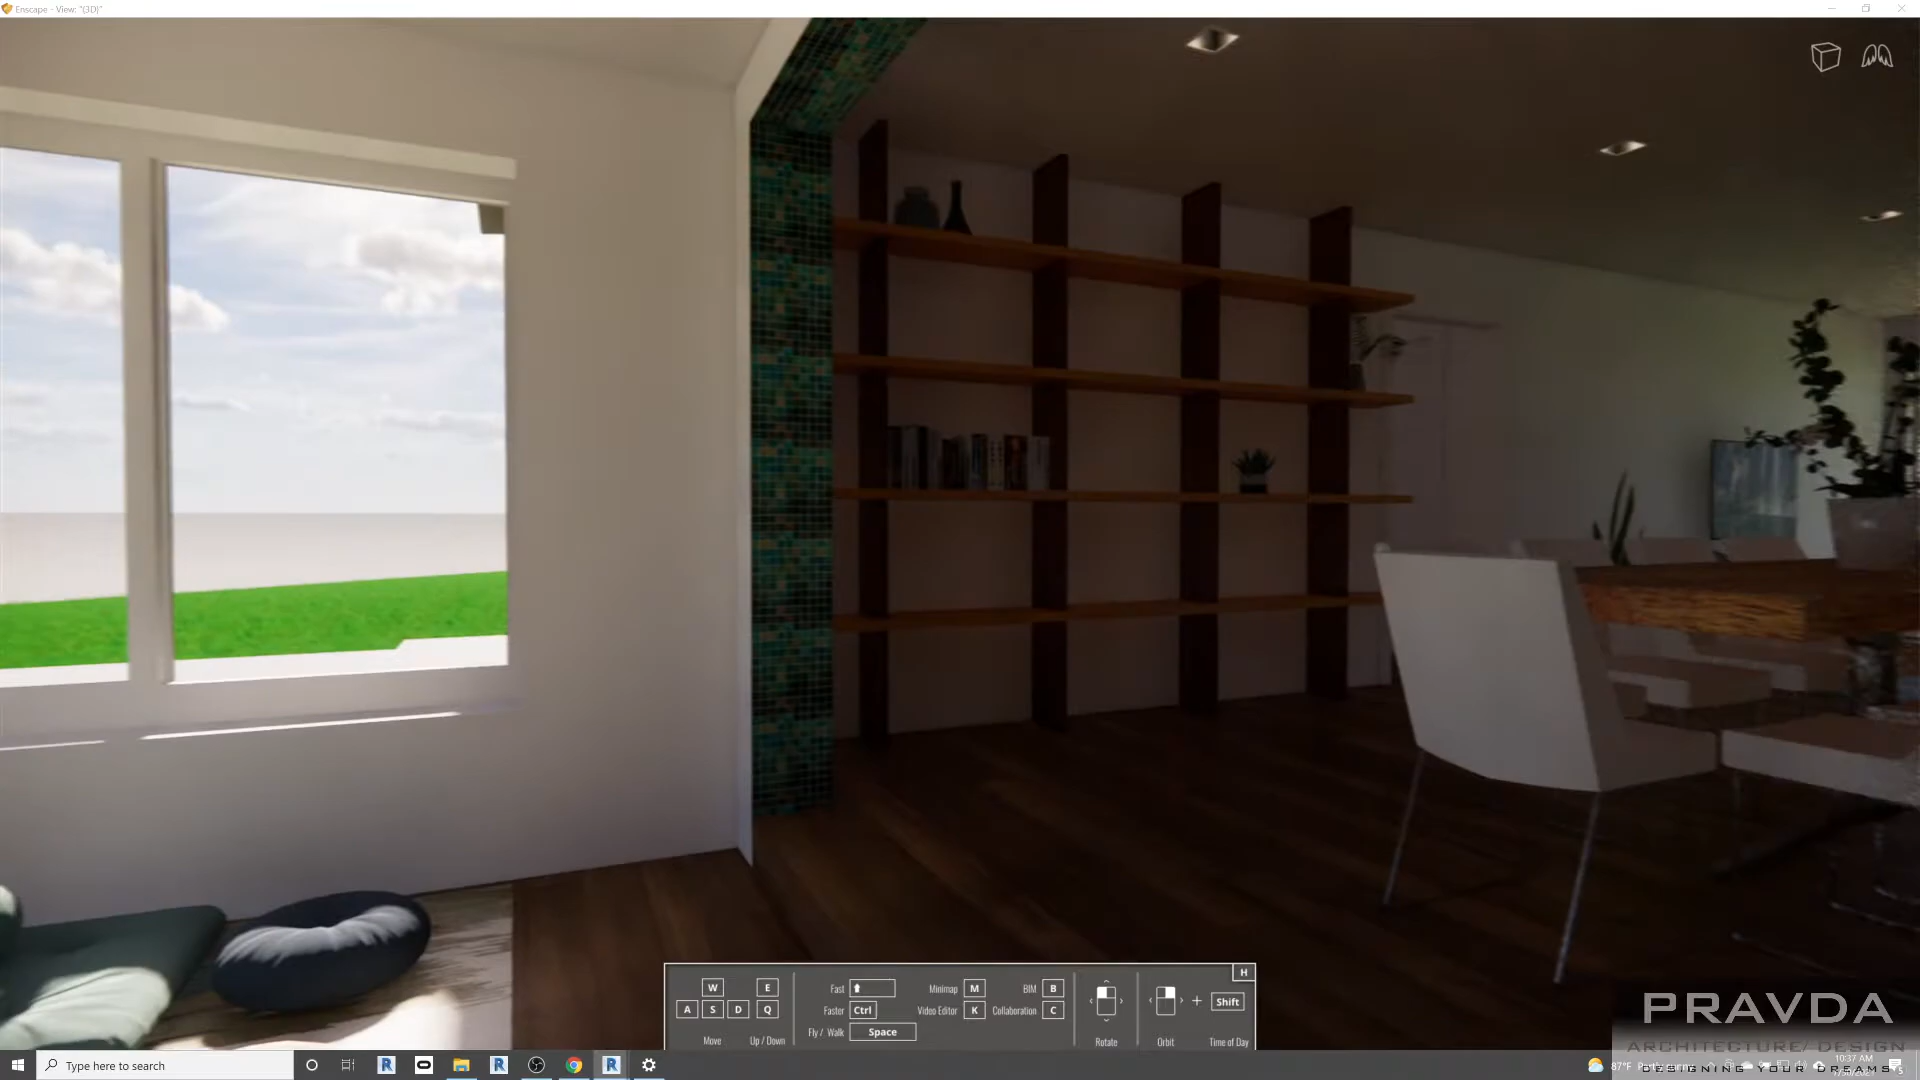 Enscape - View: "{3D}"
H
W E
A S D Q
Move Up / Down
Fast
Faster Ctrl
Fly / Walk Space
Minimap M
Video Editor K
BIM B
Collaboration C
Rotate
Orbit
+ Shift
Time of Day
PRAVDA
ARCHITECTURE/DESIGN
DESIGNING YOUR DREAMS
Type here to search
R R R
87°F
10:37 AM